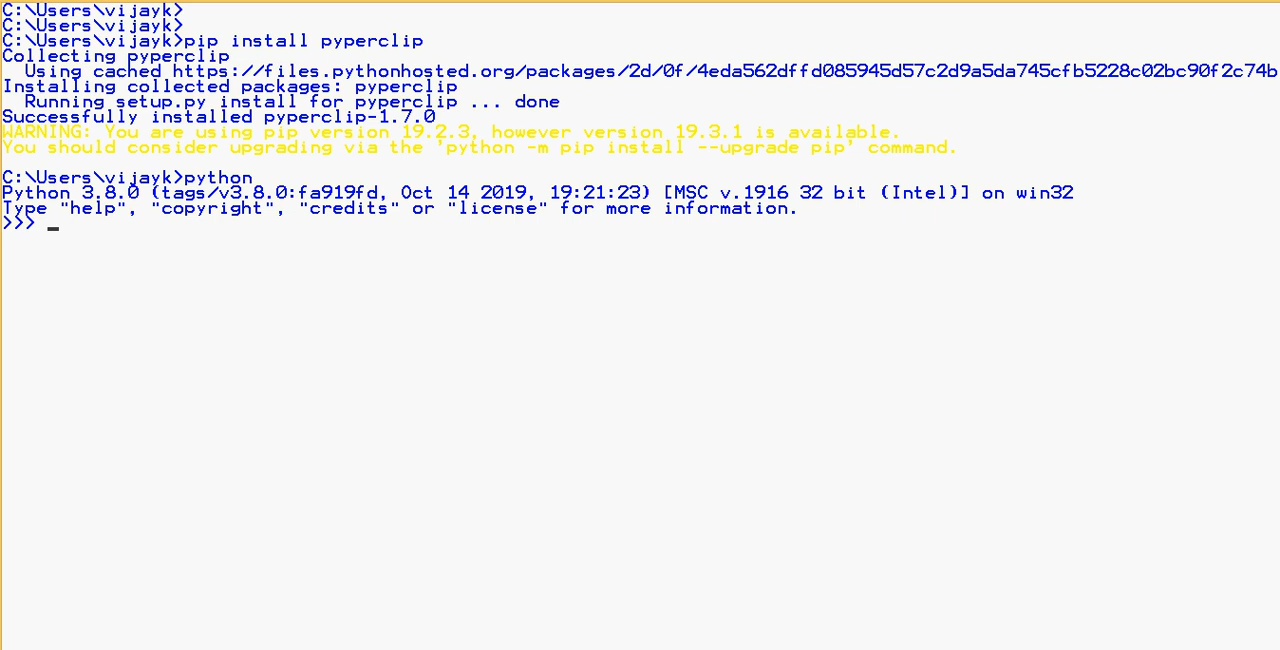 C:\Users\vijayk>
C:\Users\vijayk>
C:\Users\vijayk>pip install pyperclip
Collecting pyperclip
  Using cached https://files.pythonhosted.org/packages/2d/0f/4eda562dffd085945d57c2d9a5da745cfb5228c02bc90f2c74b
Installing collected packages: pyperclip
  Running setup.py install for pyperclip ... done
Successfully installed pyperclip-1.7.0
WARNING: You are using pip version 19.2.3, however version 19.3.1 is available.
You should consider upgrading via the 'python -m pip install --upgrade pip' command.
C:\Users\vijayk>python
Python 3.8.0 (tags/v3.8.0:fa919fd, Oct 14 2019, 19:21:23) [MSC v.1916 32 bit (Intel)] on win32
Type "help", "copyright", "credits" or "license" for more information.
>>> _